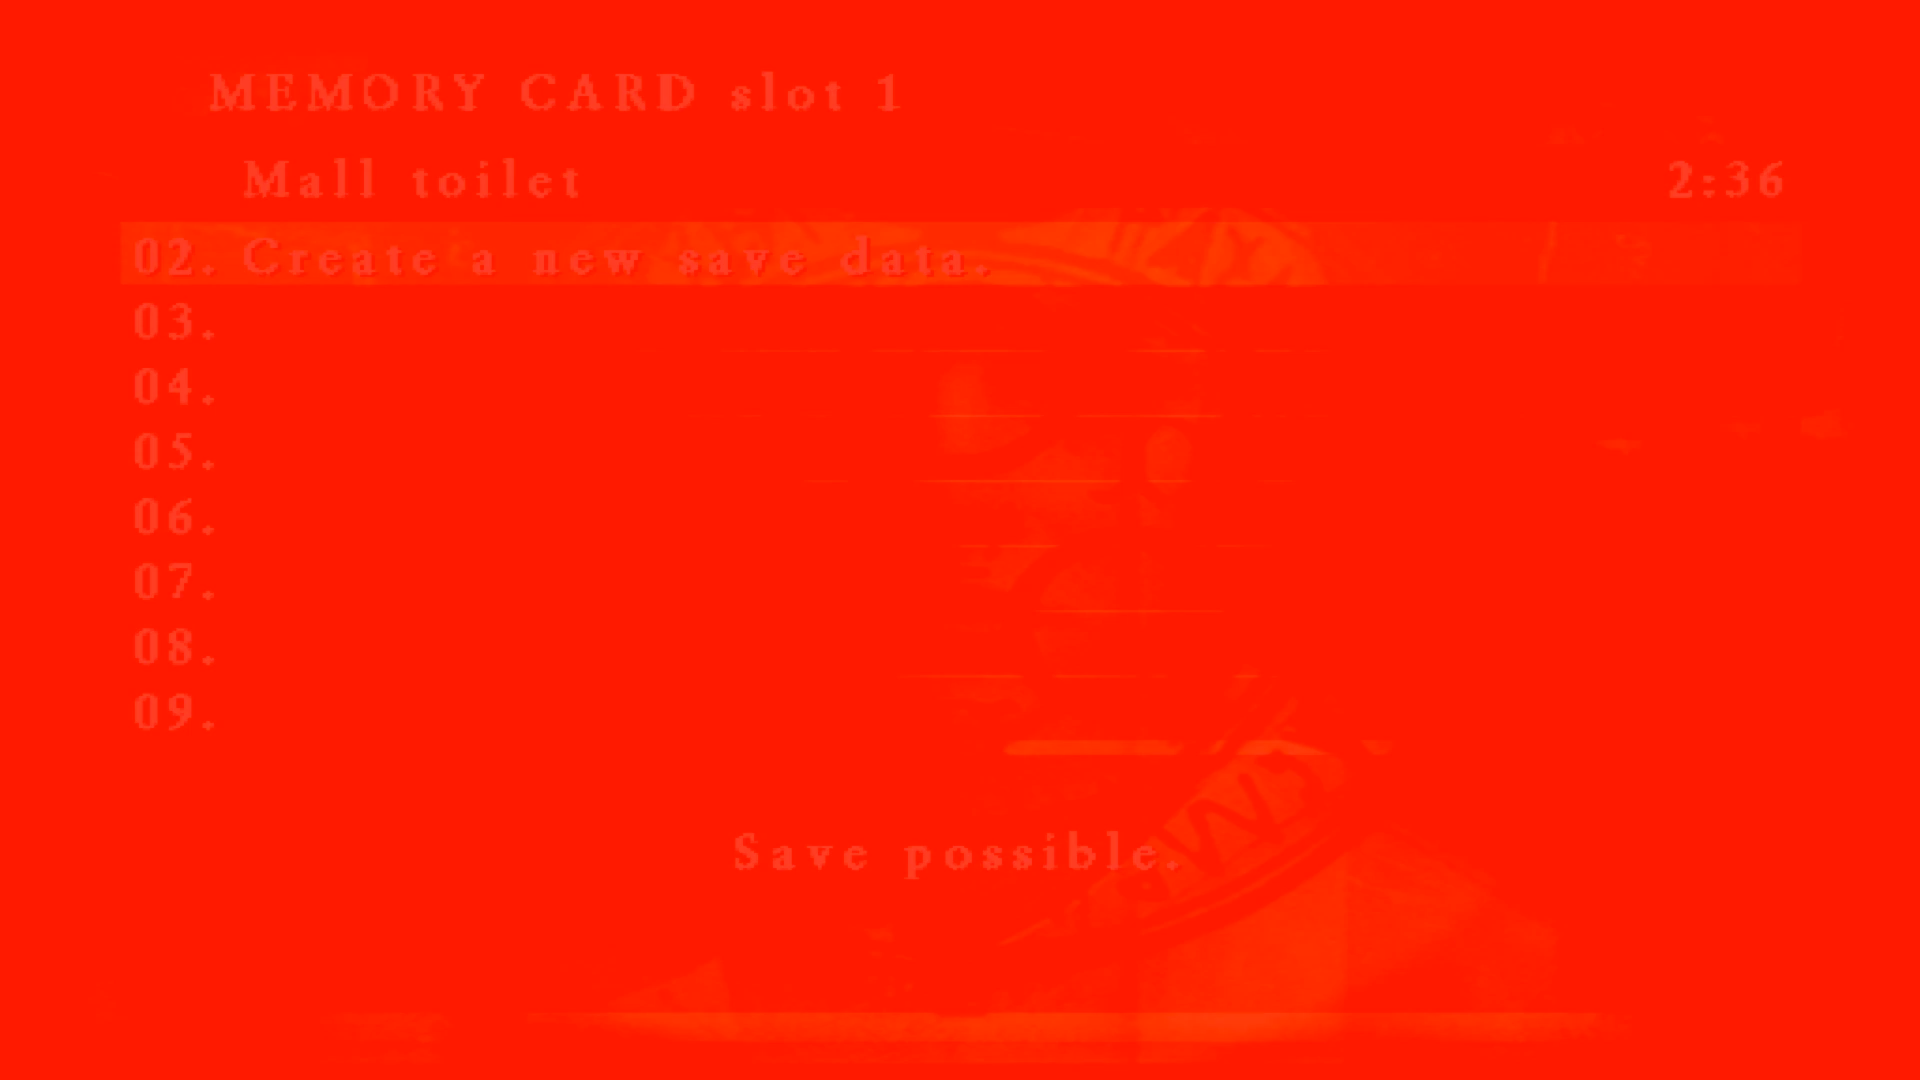 MEMORY CARD slot 1
Mall toilet 2:36
02. Create a new save data.
03.
04.
05.
06.
07.
08.
09.
Save possible.